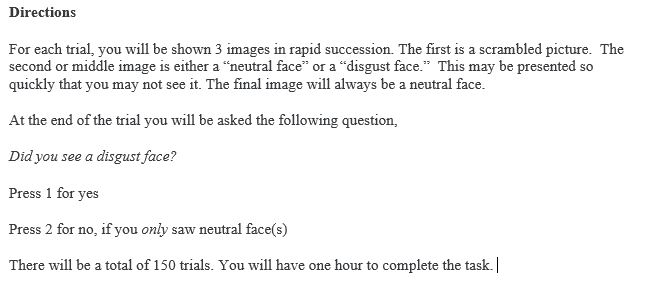 Directions
For each trial, you will be shown 3 images in rapid succession. The first is a scrambled picture.  The
second or middle image is either a “neutral face” or a “disgust face.”  This may be presented so
quickly that you may not see it. The final image will always be a neutral face.
At the end of the trial you will be asked the following question,
Did you see a disgust face?
Press 1 for yes
Press 2 for no, if you only saw neutral face(s)
There will be a total of 150 trials. You will have one hour to complete the task.